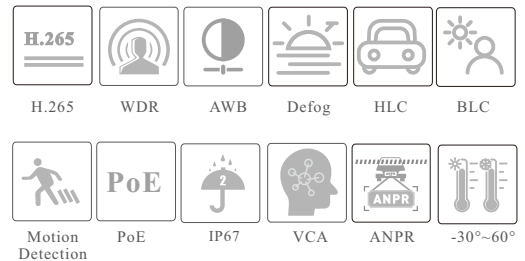 H.265
H.265 WDR AWB Defog HLC BLC
PoE 2 ANPR
Motion Detection PoE IP67 VCA ANPR -30°~60°